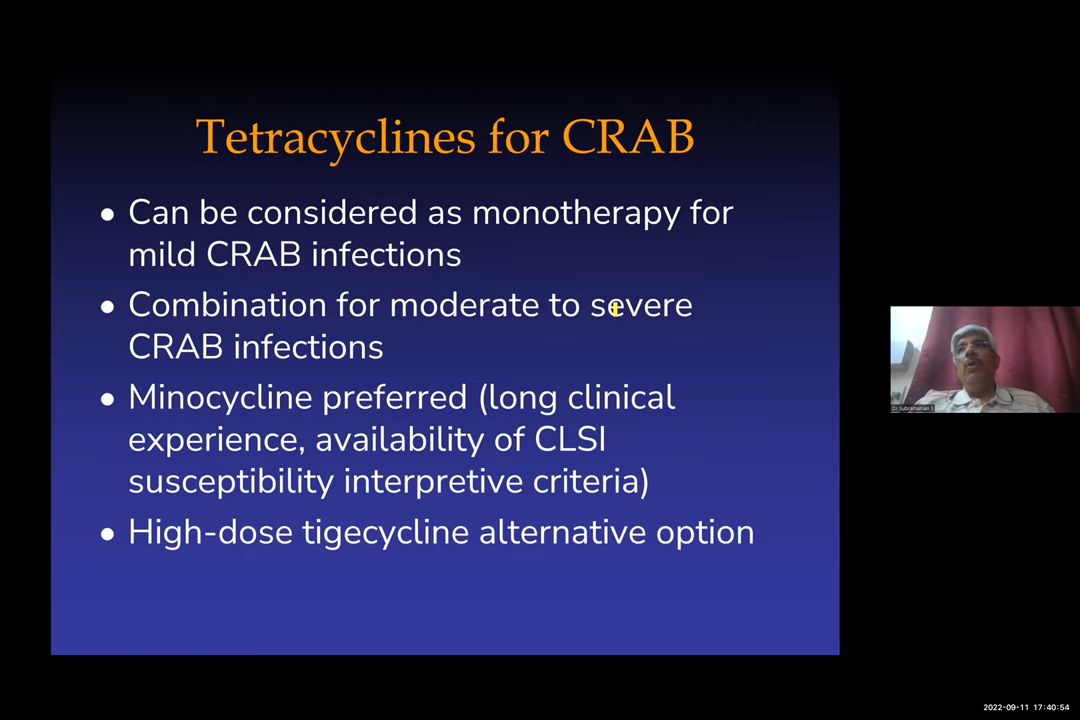 Tetracyclines for CRAB
• Can be considered as monotherapy for
mild CRAB infections
• Combination for moderate to severe
CRAB infections
• Minocycline preferred (long clinical
experience, availability of CLSI
susceptibility interpretive criteria)
• High-dose tigecycline alternative option
Dr Subramanian S
2022-09-11 17:40:54